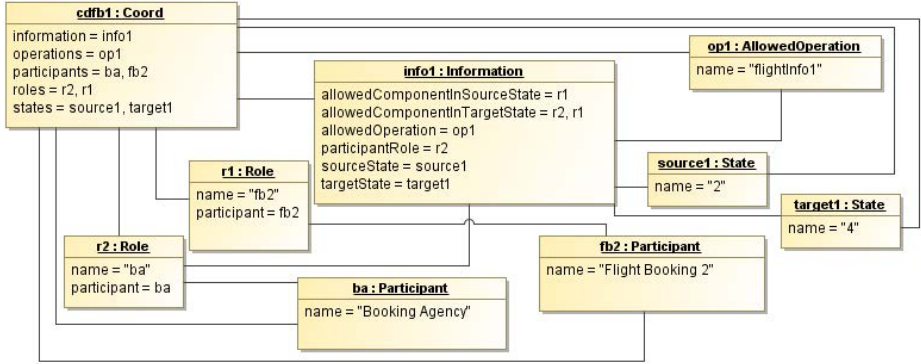 cdfb1 : Coord
information = info1
operations = op1
participants = ba, fb2
roles = r2, r1
states = source1, target1
op1 : AllowedOperation
name = "flightInfo1"
info1 : Information
allowedComponentInSourceState = r1
allowedComponentInTargetState = r2, r1
allowedOperation = op1
participantRole = r2
sourceState = source1
targetState = target1
source1 : State
name = "2"
r1 : Role
name = "fb2"
participant = fb2
target1 : State
name = "4"
r2 : Role
name = "ba"
participant = ba
fb2 : Participant
name = "Flight Booking 2"
ba : Participant
name = "Booking Agency"